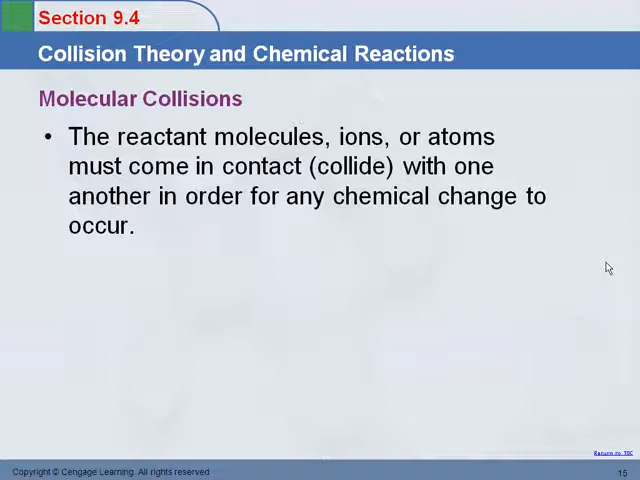 Section 9.4
Collision Theory and Chemical Reactions
Molecular Collisions
• The reactant molecules, ions, or atoms
must come in contact (collide) with one
another in order for any chemical change to
occur.
Return to TOC
Copyright © Cengage Learning. All rights reserved
15